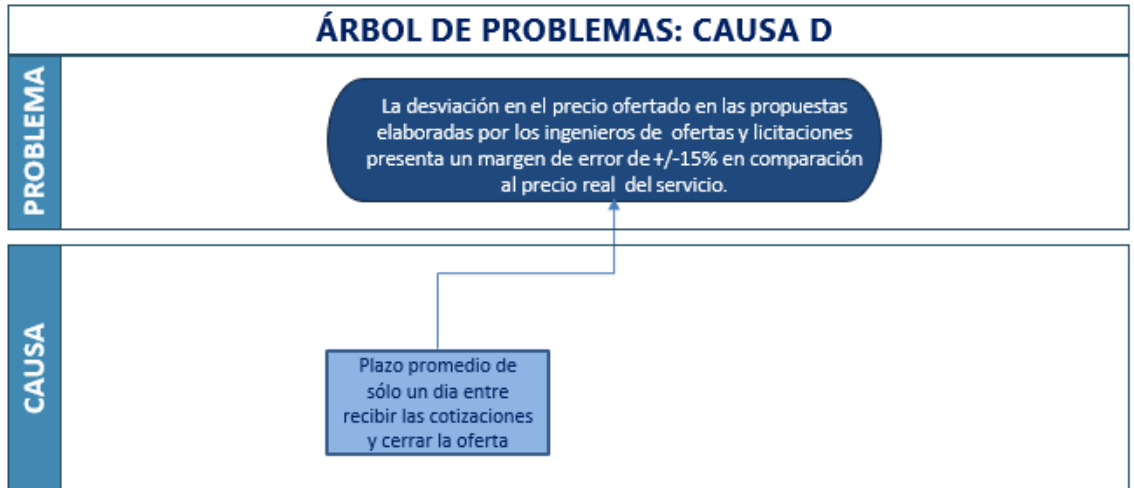 ÁRBOL DE PROBLEMAS: CAUSA D
PROBLEMA
La desviación en el precio ofertado en las propuestas
elaboradas por los ingenieros de ofertas y licitaciones
presenta un margen de error de +/-15% en comparación
al precio real del servicio.
CAUSA
Plazo promedio de
sólo un dia entre
recibir las cotizaciones
y cerrar la oferta